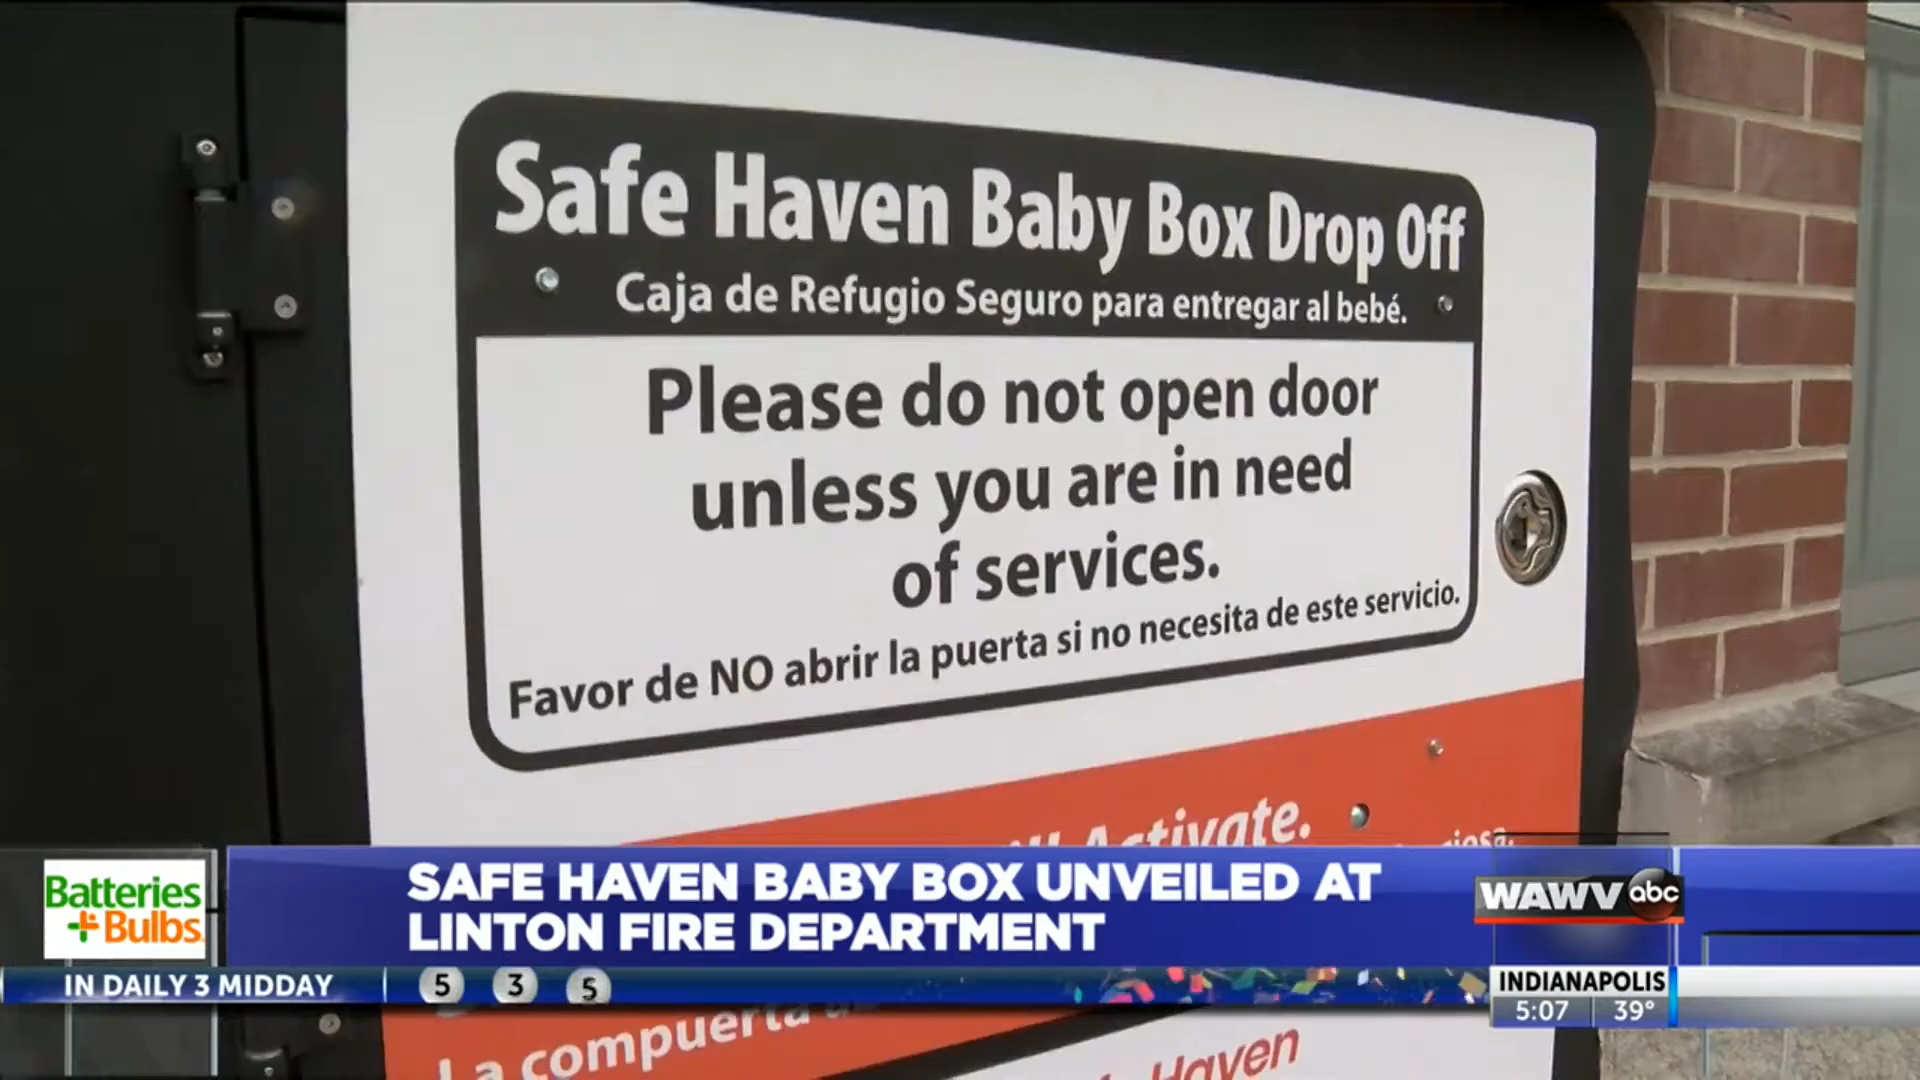 Safe Haven Baby Box Drop Off
Caja de Refugio Seguro para entregar al bebé.
Please do not open door
unless you are in need
of services.
Favor de NO abrir la puerta si no necesita de este servicio.
Activate.
SAFE HAVEN BABY BOX UNVEILED AT
LINTON FIRE DEPARTMENT
Batteries
+Bulbs
WAWV abc
IN DAILY 3 MIDDAY 5 3 5
INDIANAPOLIS
5:07 39°
La compuerta
Haven